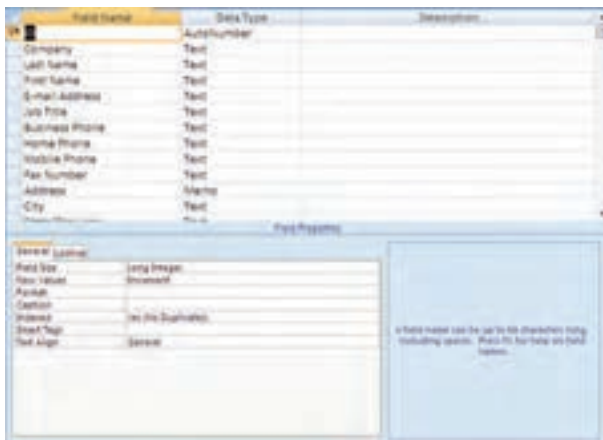 Field Name Data Type Description
AutoNumber
Company Text
Last Name Text
First Name Text
E-mail Address Text
Job Title Text
Business Phone Text
Home Phone Text
Mobile Phone Text
Fax Number Text
Address Memo
City Text
Field Properties
General Lookup
Field Size Long Integer
New Values Increment
Format
Caption
Indexed Yes (No Duplicates)
Smart Tags
Text Align General
A field name can be up to 64 characters long,
including spaces. Press F1 for help on field
names.